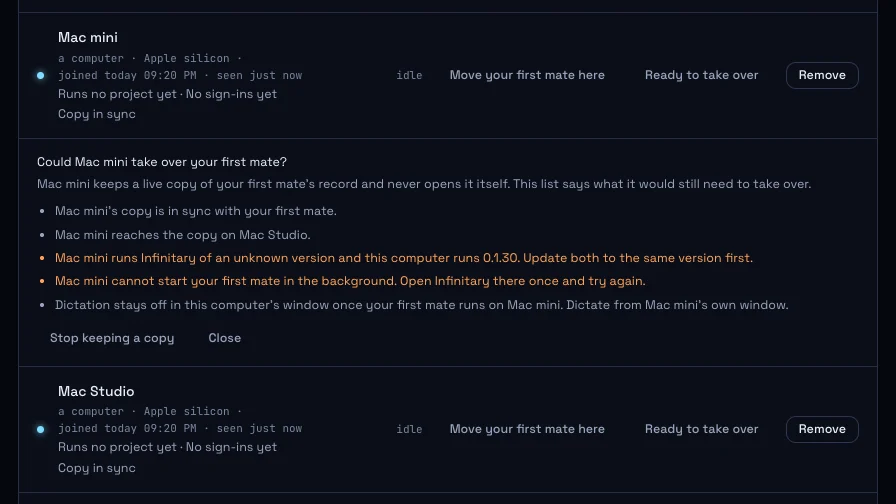 Mac mini
a computer · Apple silicon ·
joined today 09:20 PM · seen just now
Runs no project yet · No sign-ins yet
Copy in sync
idle
Move your first mate here
Ready to take over
Remove
Could Mac mini take over your first mate?
Mac mini keeps a live copy of your first mate's record and never opens it itself. This list says what it would still need to take over.
• Mac mini's copy is in sync with your first mate.
• Mac mini reaches the copy on Mac Studio.
• Mac mini runs Infinitary of an unknown version and this computer runs 0.1.30. Update both to the same version first.
• Mac mini cannot start your first mate in the background. Open Infinitary there once and try again.
• Dictation stays off in this computer's window once your first mate runs on Mac mini. Dictate from Mac mini's own window.
Stop keeping a copy
Close
Mac Studio
a computer · Apple silicon ·
joined today 09:20 PM · seen just now
Runs no project yet · No sign-ins yet
Copy in sync
idle
Move your first mate here
Ready to take over
Remove